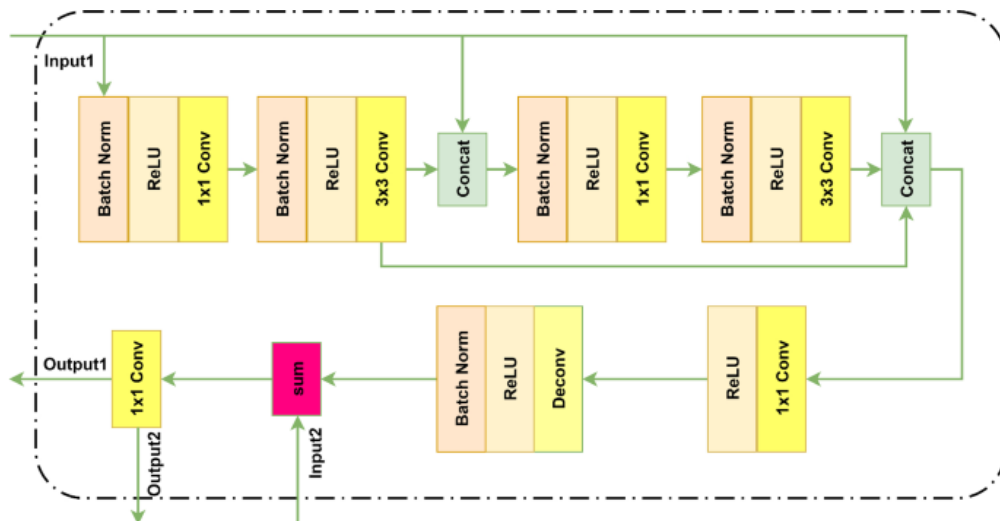 Input1
Batch Norm
ReLU
1x1 Conv
Batch Norm
ReLU
3x3 Conv
Concat
Batch Norm
ReLU
1x1 Conv
Batch Norm
ReLU
3x3 Conv
Concat
Output1
1x1 Conv
Output2
sum
Input2
Batch Norm
ReLU
Deconv
ReLU
1x1 Conv